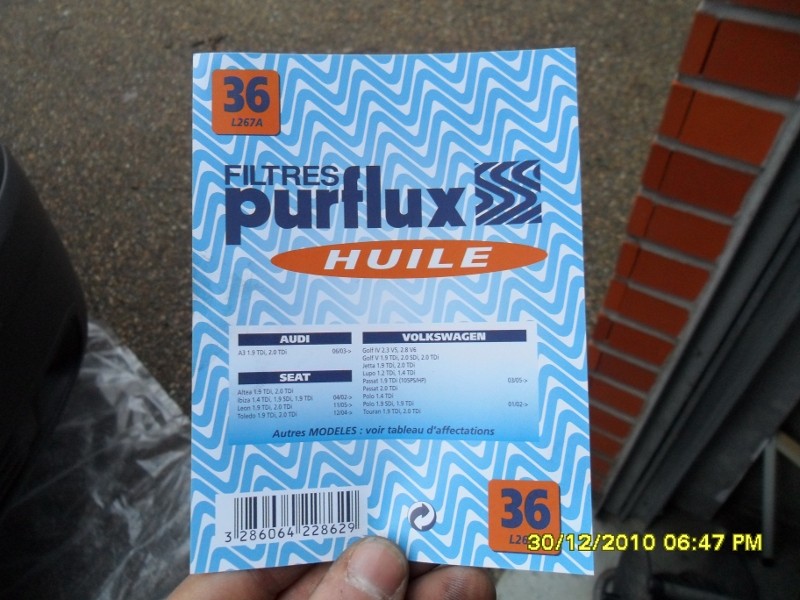 36
L267A
FILTRES
purflux
HUILE
AUDI
A3 1.9 TDi, 2.0 TDi 06/03->
SEAT
Altea 1.9 TDi, 2.0 TDi
Ibiza 1.4 TDi, 1.9 SDi, 1.9 TDi 04/02->
Leon 1.9 TDi, 2.0 TDi 11/05->
Toledo 1.9 TDi, 2.0 TDi 12/04->
VOLKSWAGEN
Golf IV 2.3 V5, 2.8 V6
Golf V 1.9 TDi, 2.0 SDi, 2.0 TDi
Jetta 1.9 TDi, 2.0 TDi
Lupo 1.2 TDi, 1.4 TDi
Passat 1.9 TDi (105PS/HP) 03/05->
Passat 2.0 TDi
Polo 1.4 TDi
Polo 1.9 SDi, 1.9 TDi 01/02->
Touran 1.9 TDi, 2.0 TDi
Autres MODELES : voir tableau d'affectations
3 286064 228629
36
30/12/2010 06:47 PM